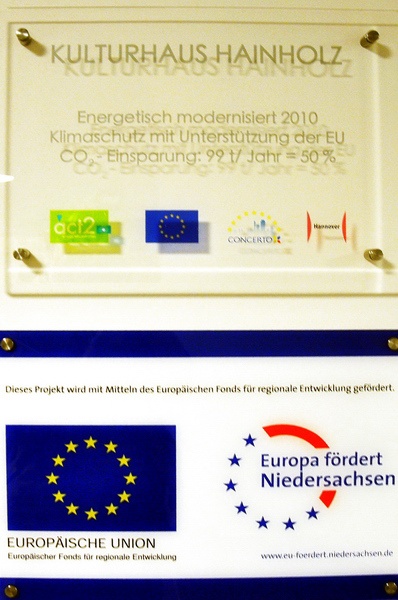 KULTURHAUS HAINHOLZ
Energetisch modernisiert 2010
Klimaschutz mit Unterstützung der EU
CO₂ - Einsparung: 99 t/ Jahr = 50 %
act2
CONCERTO
Hannover
Dieses Projekt wird mit Mitteln des Europäischen Fonds für regionale Entwicklung gefördert.
Europa fördert
Niedersachsen
EUROPÄISCHE UNION
Europäischer Fonds für regionale Entwicklung
www.eu-foerdert.niedersachsen.de